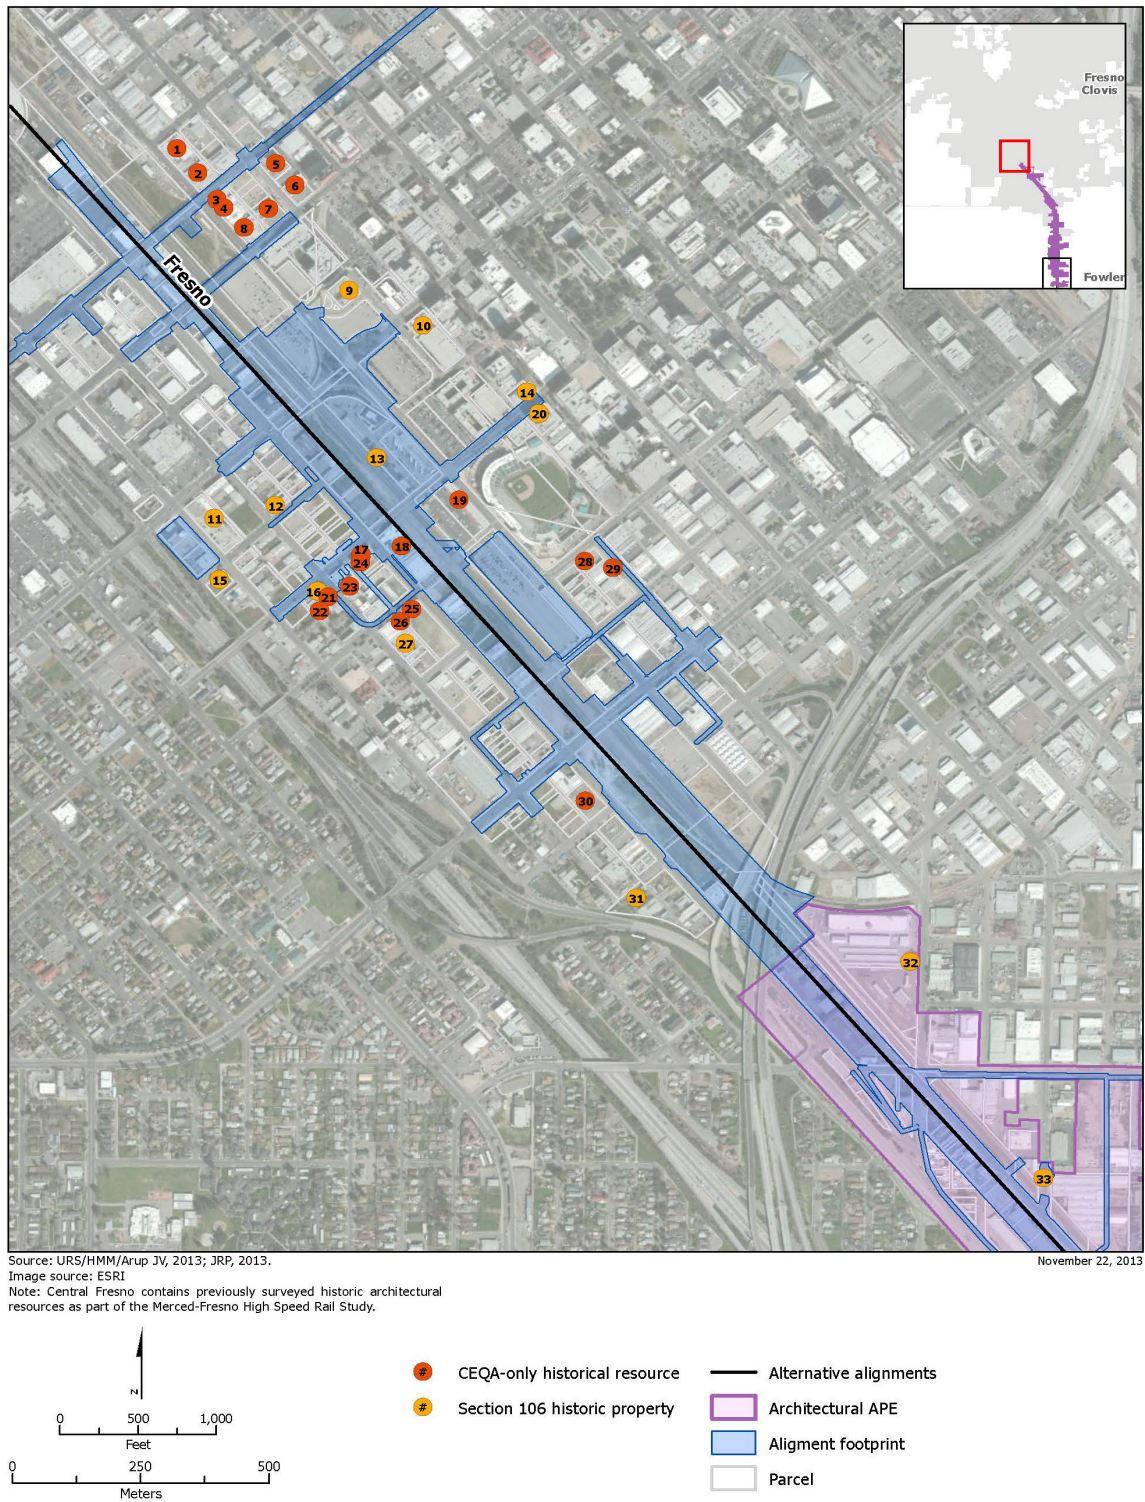 Fresno
Clovis
Fowler
1
5
2
6
3
4
7
8
Fresno
9
10
14
20
13
19
12
11
17
18
24
28
29
15
23
16
21
22
25
26
27
30
31
32
33
Source: URS/HMM/Arup JV, 2013; JRP, 2013.
November 22, 2013
Image source: ESRI
Note: Central Fresno contains previously surveyed historic architectural
resources as part of the Merced-Fresno High Speed Rail Study.
N
0 500 1,000
Feet
0 250 500
Meters
# CEQA-only historical resource
# Section 106 historic property
Alternative alignments
Architectural APE
Aligment footprint
Parcel